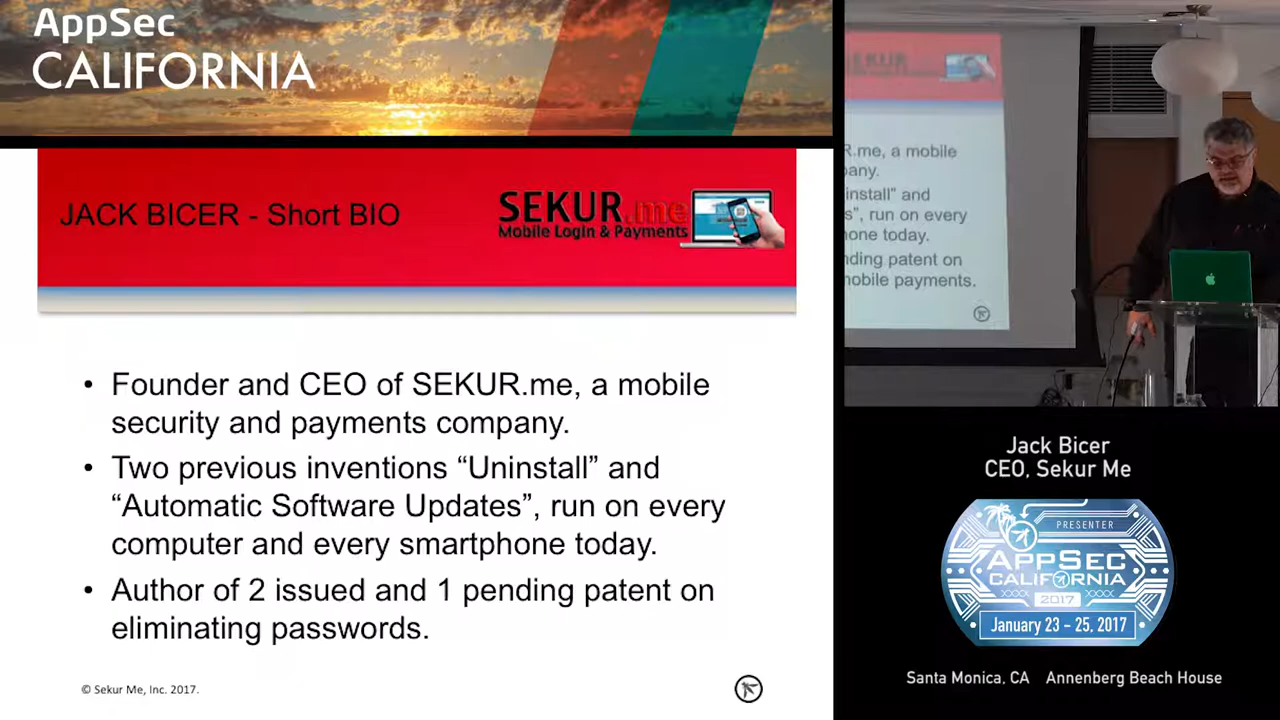 AppSec
CALIFORNIA
JACK BICER - Short BIO
SEKUR.me
Mobile Login & Payments
• Founder and CEO of SEKUR.me, a mobile
security and payments company.
• Two previous inventions “Uninstall” and
“Automatic Software Updates”, run on every
computer and every smartphone today.
• Author of 2 issued and 1 pending patent on
eliminating passwords.
© Sekur Me, Inc. 2017.
SEKUR
R.me, a mobile
pany.
ninstall” and
s”, run on every
hone today.
nding patent on
mobile payments.
Jack Bicer
CEO, Sekur Me
PRESENTER
APPSEC
CALIFORNIA
2017
January 23 - 25, 2017
Santa Monica, CA Annenberg Beach House